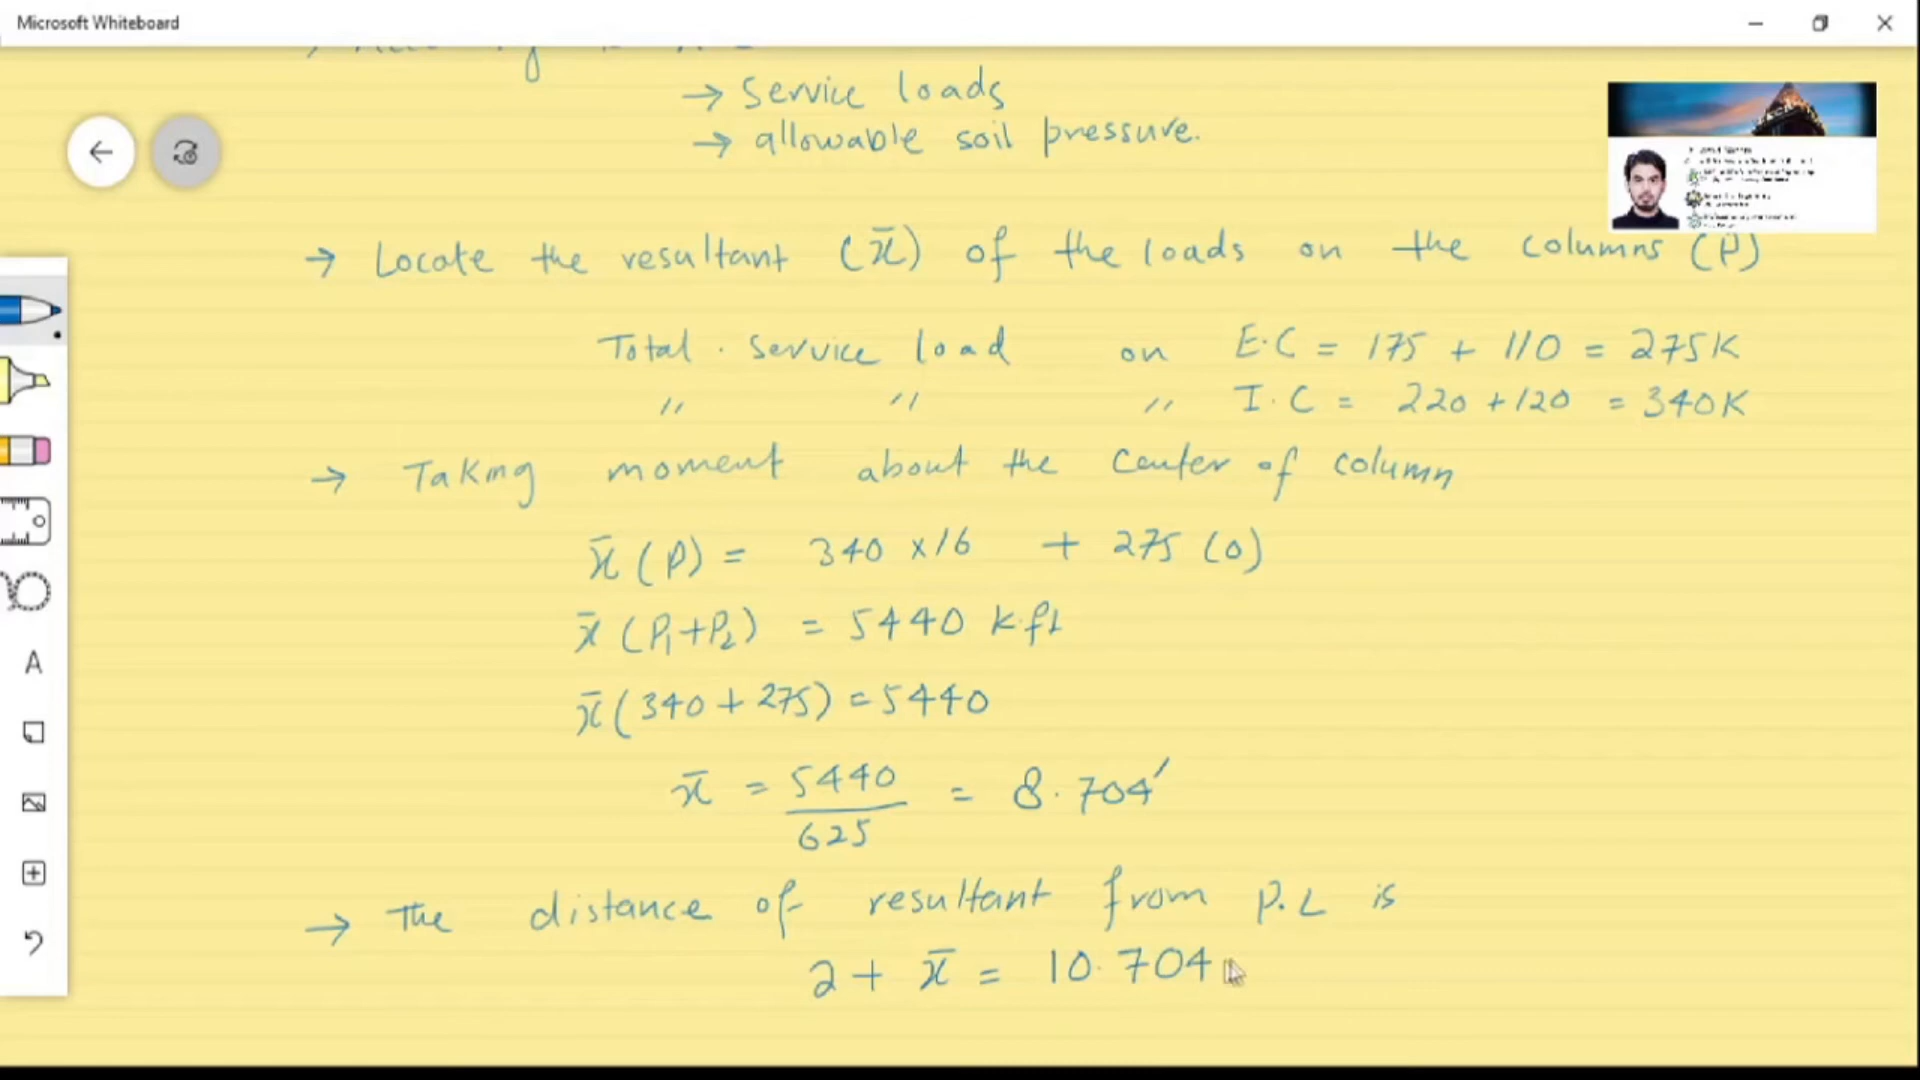 Microsoft Whiteboard
→ Service loads
→ allowable soil pressure.
→ Locate the resultant (x̄) of the loads on the columns (P)
Total . service load on E.C = 175 + 110 = 275K
〃 〃 〃 I.C = 220 + 120 = 340K
→ Taking moment about the center of column
x̄ (P) = 340 x 16 + 275 (0)
x̄ (P₁+P₂) = 5440 k.ft
x̄ (340 + 275) = 5440
x̄ = 5440/625 = 8.704'
→ The distance of resultant from P.L is
2 + x̄ = 10.704
A